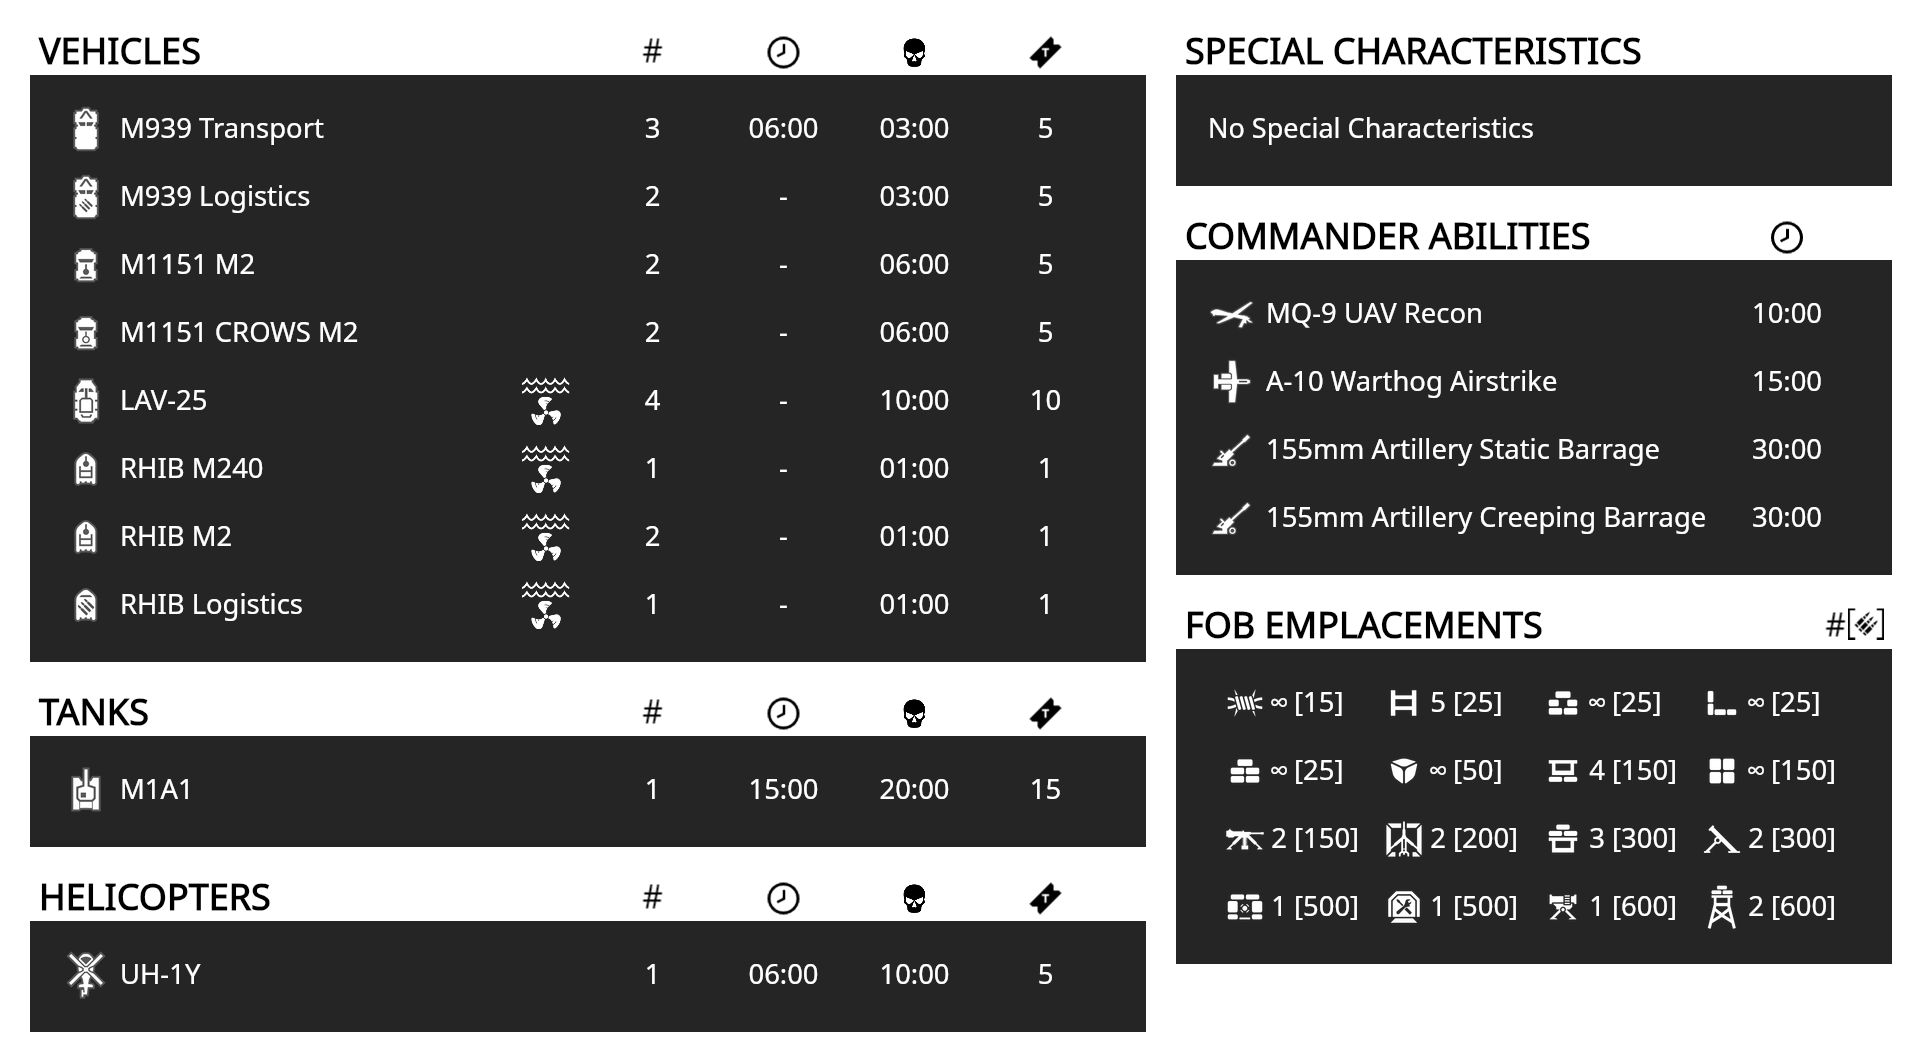 VEHICLES #
M939 Transport 3 06:00 03:00 5
M939 Logistics 2 - 03:00 5
M1151 M2 2 - 06:00 5
M1151 CROWS M2 2 - 06:00 5
LAV-25 4 - 10:00 10
RHIB M240 1 - 01:00 1
RHIB M2 2 - 01:00 1
RHIB Logistics 1 - 01:00 1
TANKS #
M1A1 1 15:00 20:00 15
HELICOPTERS #
UH-1Y 1 06:00 10:00 5
SPECIAL CHARACTERISTICS
No Special Characteristics
COMMANDER ABILITIES
MQ-9 UAV Recon 10:00
A-10 Warthog Airstrike 15:00
155mm Artillery Static Barrage 30:00
155mm Artillery Creeping Barrage 30:00
FOB EMPLACEMENTS #[]
∞ [15] 5 [25] ∞ [25] ∞ [25]
∞ [25] ∞ [50] 4 [150] ∞ [150]
2 [150] 2 [200] 3 [300] 2 [300]
1 [500] 1 [500] 1 [600] 2 [600]